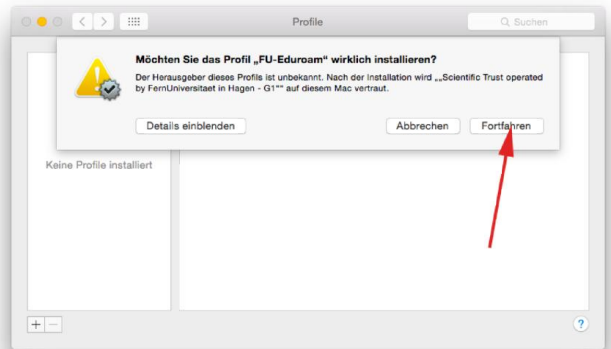 Profile
Suchen
Möchten Sie das Profil „FU-Eduroam“ wirklich installieren?
Der Herausgeber dieses Profils ist unbekannt. Nach der Installation wird „„Scientific Trust operated
by FernUniversitaet in Hagen - G1““ auf diesem Mac vertraut.
Details einblenden
Abbrechen
Fortfahren
Keine Profile installiert